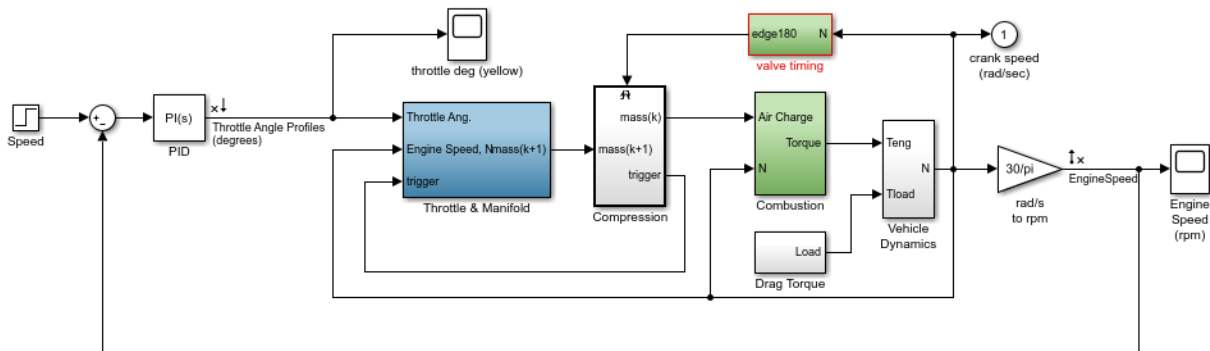 edge180 N
valve timing
1
crank speed
(rad/sec)
throttle deg (yellow)
Speed
+
-
PI(s)
PID
Throttle Angle Profiles
(degrees)
Throttle Ang.
Engine Speed, N
mass(k+1)
trigger
Throttle & Manifold
mass(k)
mass(k+1)
trigger
Compression
Air Charge
Torque
N
Combustion
Load
Drag Torque
Teng
N
Tload
Vehicle
Dynamics
30/pi
rad/s
to rpm
EngineSpeed
Engine
Speed
(rpm)